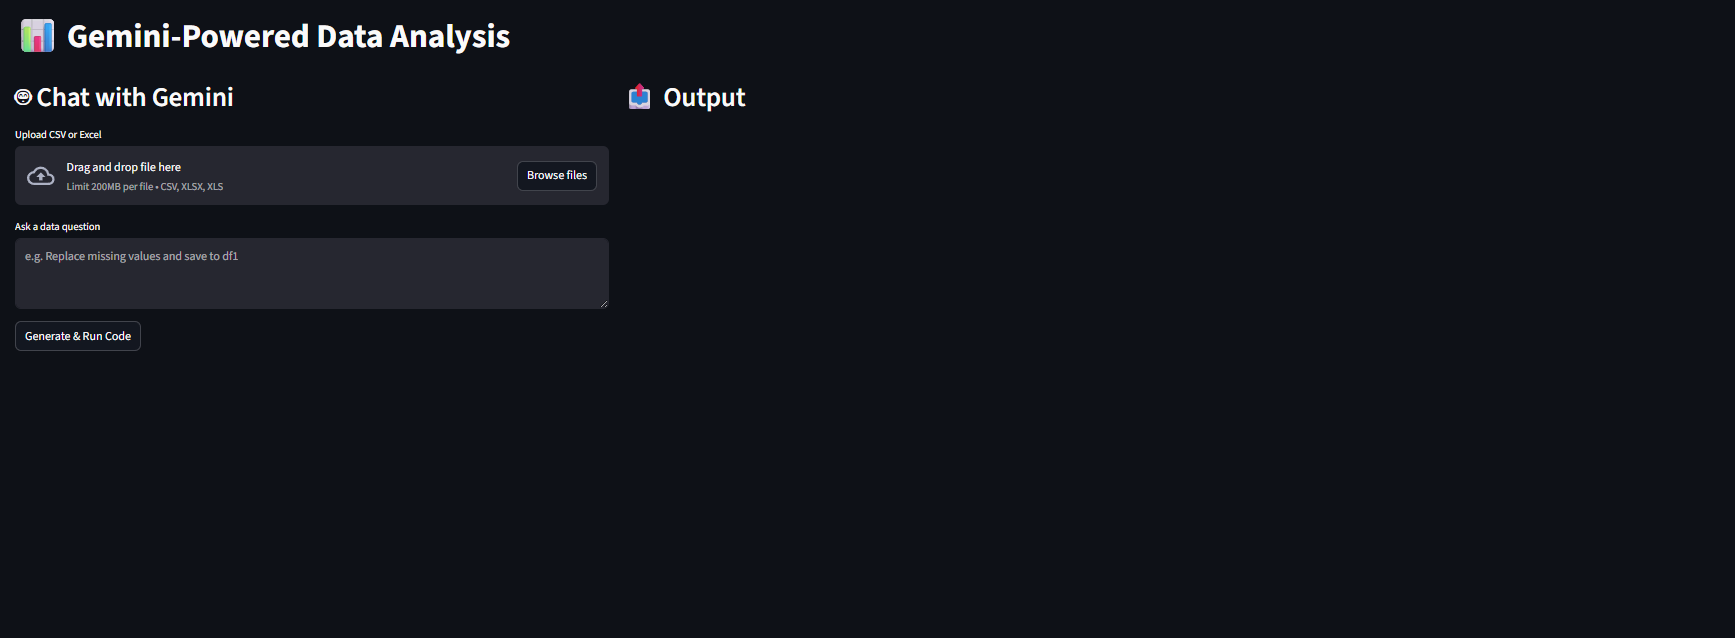 Gemini-Powered Data Analysis
Chat with Gemini
Upload CSV or Excel
Drag and drop file here
Limit 200MB per file • CSV, XLSX, XLS
Browse files
Ask a data question
e.g. Replace missing values and save to df1
Generate & Run Code
Output